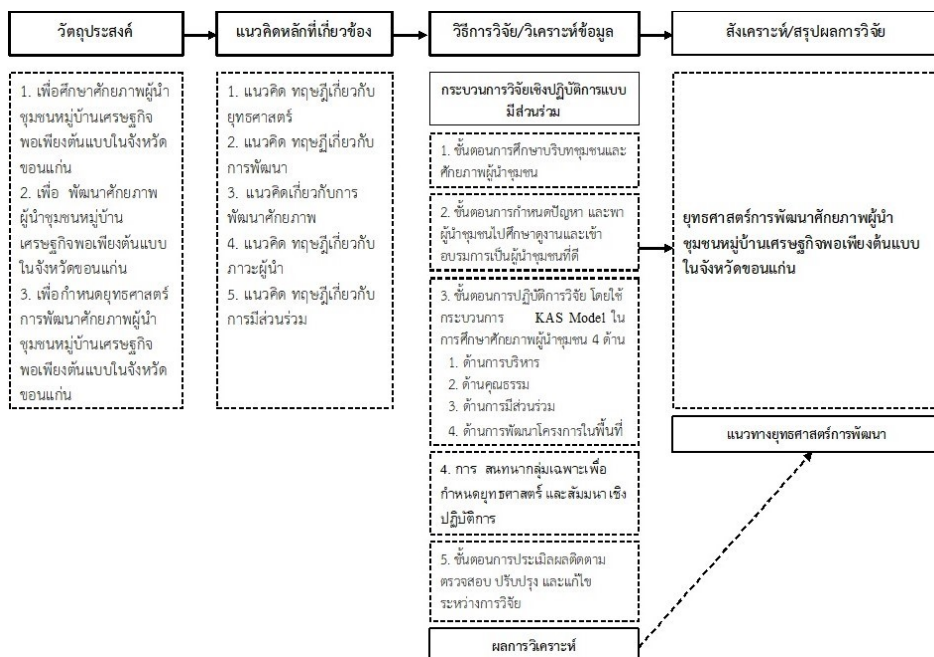 วัตถุประสงค์
แนวคิดหลักที่เกี่ยวข้อง
วิธีการวิจัย/วิเคราะห์ข้อมูล
สังเคราะห์/สรุปผลการวิจัย
1. เพื่อศึกษาศักยภาพผู้นำ
ชุมชนหมู่บ้านเศรษฐกิจ
พอเพียงต้นแบบในจังหวัด
ขอนแก่น
2. เพื่อ พัฒนาศักยภาพ
ผู้นำชุมชนหมู่บ้าน
เศรษฐกิจพอเพียงต้นแบบ
ในจังหวัดขอนแก่น
3. เพื่อกำหนดยุทธศาสตร์
การพัฒนาศักยภาพผู้นำ
ชุมชนหมู่บ้านเศรษฐกิจ
พอเพียงต้นแบบในจังหวัด
ขอนแก่น
1. แนวคิด ทฤษฎีเกี่ยวกับ
ยุทธศาสตร์
2. แนวคิด ทฤษฎีเกี่ยวกับ
การพัฒนา
3. แนวคิดเกี่ยวกับการ
พัฒนาศักยภาพ
4. แนวคิด ทฤษฎีเกี่ยวกับ
ภาวะผู้นำ
5. แนวคิด ทฤษฎีเกี่ยวกับ
การมีส่วนร่วม
กระบวนการวิจัยเชิงปฏิบัติการแบบ
มีส่วนร่วม
1. ขั้นตอนการศึกษาบริบทชุมชนและ
ศักยภาพผู้นำชุมชน
2. ขั้นตอนการกำหนดปัญหา และพา
ผู้นำชุมชนไปศึกษาดูงานและเข้า
อบรมการเป็นผู้นำชุมชนที่ดี
3. ขั้นตอนการปฏิบัติการวิจัย โดยใช้
กระบวนการ KAS Model ใน
การศึกษาศักยภาพผู้นำชุมชน 4 ด้าน
1. ด้านการบริหาร
2. ด้านคุณธรรม
3. ด้านการมีส่วนร่วม
4. ด้านการพัฒนาโครงการในพื้นที่
4. การ สนทนากลุ่มเฉพาะเพื่อ
กำหนดยุทธศาสตร์ และสัมมนาเชิง
ปฏิบัติการ
5. ขั้นตอนการประเมิลผลติดตาม
ตรวจสอบ ปรับปรุง และแก้ไข
ระหว่างการวิจัย
ผลการวิเคราะห์
ยุทธศาสตร์การพัฒนาศักยภาพผู้นำ
ชุมชนหมู่บ้านเศรษฐกิจพอเพียงต้นแบบ
ในจังหวัดขอนแก่น
แนวทางยุทธศาสตร์การพัฒนา